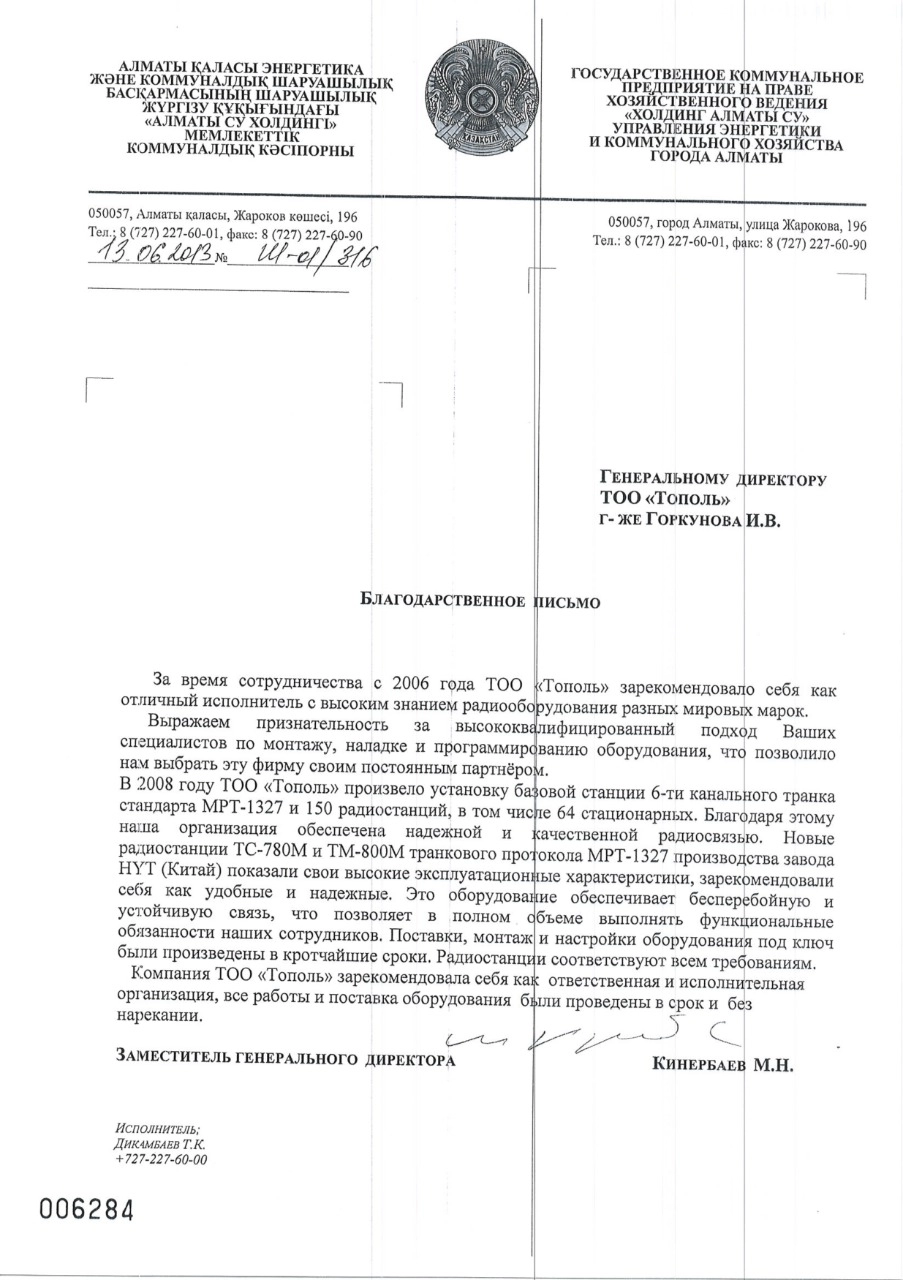 АЛМАТЫ ҚАЛАСЫ ЭНЕРГЕТИКА
ЖӘНЕ КОММУНАЛДЫҚ ШАРУАШЫЛЫҚ
БАСҚАРМАСЫНЫҢ ШАРУАШЫЛЫҚ
ЖҮРГІЗУ ҚҰҚЫҒЫНДАҒЫ
«АЛМАТЫ СУ ХОЛДИНГІ»
МЕМЛЕКЕТТІК
КОММУНАЛДЫҚ КӘСІПОРНЫ
ҚАЗАҚСТАН
ГОСУДАРСТВЕННОЕ КОММУНАЛЬНОЕ
ПРЕДПРИЯТИЕ НА ПРАВЕ
ХОЗЯЙСТВЕННОГО ВЕДЕНИЯ
«ХОЛДИНГ АЛМАТЫ СУ»
УПРАВЛЕНИЯ ЭНЕРГЕТИКИ
И КОММУНАЛЬНОГО ХОЗЯЙСТВА
ГОРОДА АЛМАТЫ
050057, Алматы қаласы, Жароков көшесі, 196
Тел.: 8 (727) 227-60-01, факс: 8 (727) 227-60-90
13.06.2013 № Ш-01/316
050057, город Алматы, улица Жарокова, 196
Тел.: 8 (727) 227-60-01, факс: 8 (727) 227-60-90
ГЕНЕРАЛЬНОМУ ДИРЕКТОРУ
ТОО «ТОПОЛЬ»
Г- ЖЕ ГОРКУНОВА И.В.
БЛАГОДАРСТВЕННОЕ ПИСЬМО
За время сотрудничества с 2006 года ТОО «Тополь» зарекомендовало себя как
отличный исполнитель с высоким знанием радиооборудования разных мировых марок.
Выражаем признательность за высококвалифицированный подход Ваших
специалистов по монтажу, наладке и программированию оборудования, что позволило
нам выбрать эту фирму своим постоянным партнёром.
В 2008 году ТОО «Тополь» произвело установку базовой станции 6-ти канального транка
стандарта МРТ-1327 и 150 радиостанций, в том числе 64 стационарных. Благодаря этому
наша организация обеспечена надежной и качественной радиосвязью. Новые
радиостанции ТС-780М и ТМ-800М транкового протокола МРТ-1327 производства завода
HYT (Китай) показали свои высокие эксплуатационные характеристики, зарекомендовали
себя как удобные и надежные. Это оборудование обеспечивает бесперебойную и
устойчивую связь, что позволяет в полном объеме выполнять функциональные
обязанности наших сотрудников. Поставки, монтаж и настройки оборудования под ключ
были произведены в кротчайшие сроки. Радиостанции соответствуют всем требованиям.
Компания ТОО «Тополь» зарекомендовала себя как ответственная и исполнительная
организация, все работы и поставка оборудования были проведены в срок и без
нарекании.
ЗАМЕСТИТЕЛЬ ГЕНЕРАЛЬНОГО ДИРЕКТОРА КИНЕРБАЕВ М.Н.
ИСПОЛНИТЕЛЬ;
ДИКАМБАЕВ Т.К.
+727-227-60-00
006284